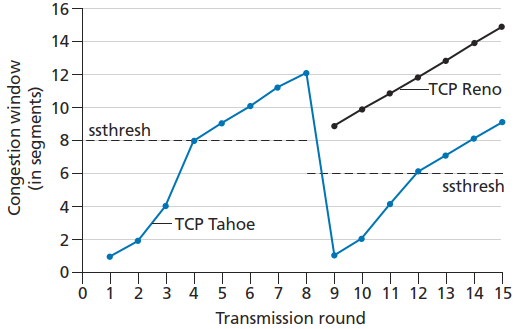 Congestion window
(in segments)
16
14
12
10
8
6
4
2
0
ssthresh
TCP Tahoe
TCP Reno
ssthresh
0 1 2 3 4 5 6 7 8 9 10 11 12 13 14 15
Transmission round